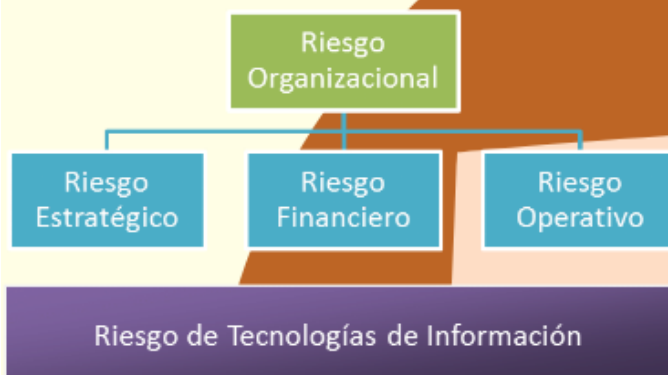 Riesgo
Organizacional
Riesgo
Estratégico
Riesgo
Financiero
Riesgo
Operativo
Riesgo de Tecnologías de Información